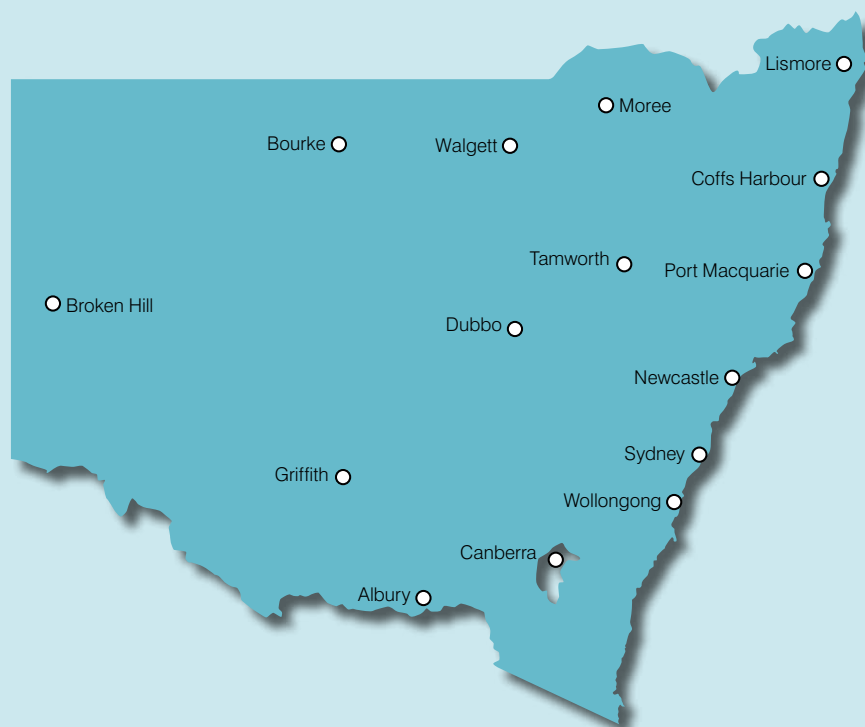 Lismore
Moree
Bourke
Walgett
Coffs Harbour
Tamworth
Port Macquarie
Broken Hill
Dubbo
Newcastle
Sydney
Griffith
Wollongong
Canberra
Albury